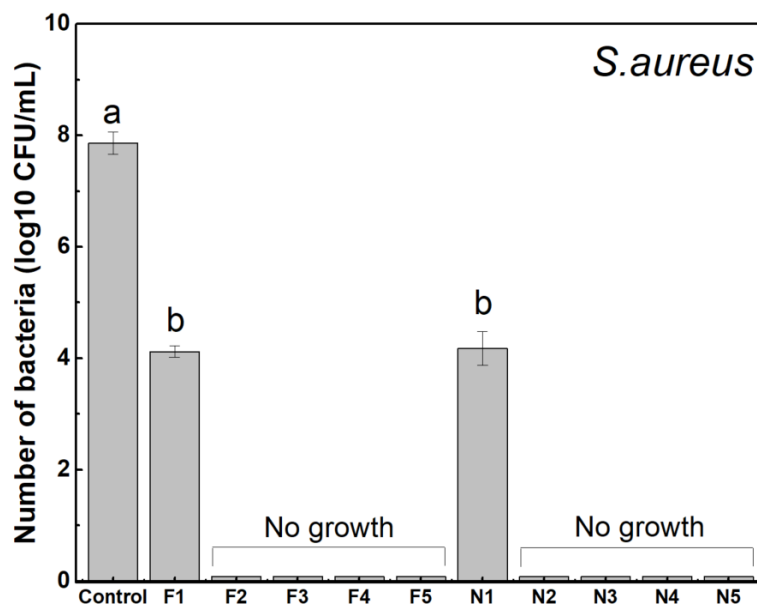 Number of bacteria (log10 CFU/mL)
10
8
6
4
2
0
S.aureus
a
b
b
No growth
No growth
Control F1 F2 F3 F4 F5 N1 N2 N3 N4 N5